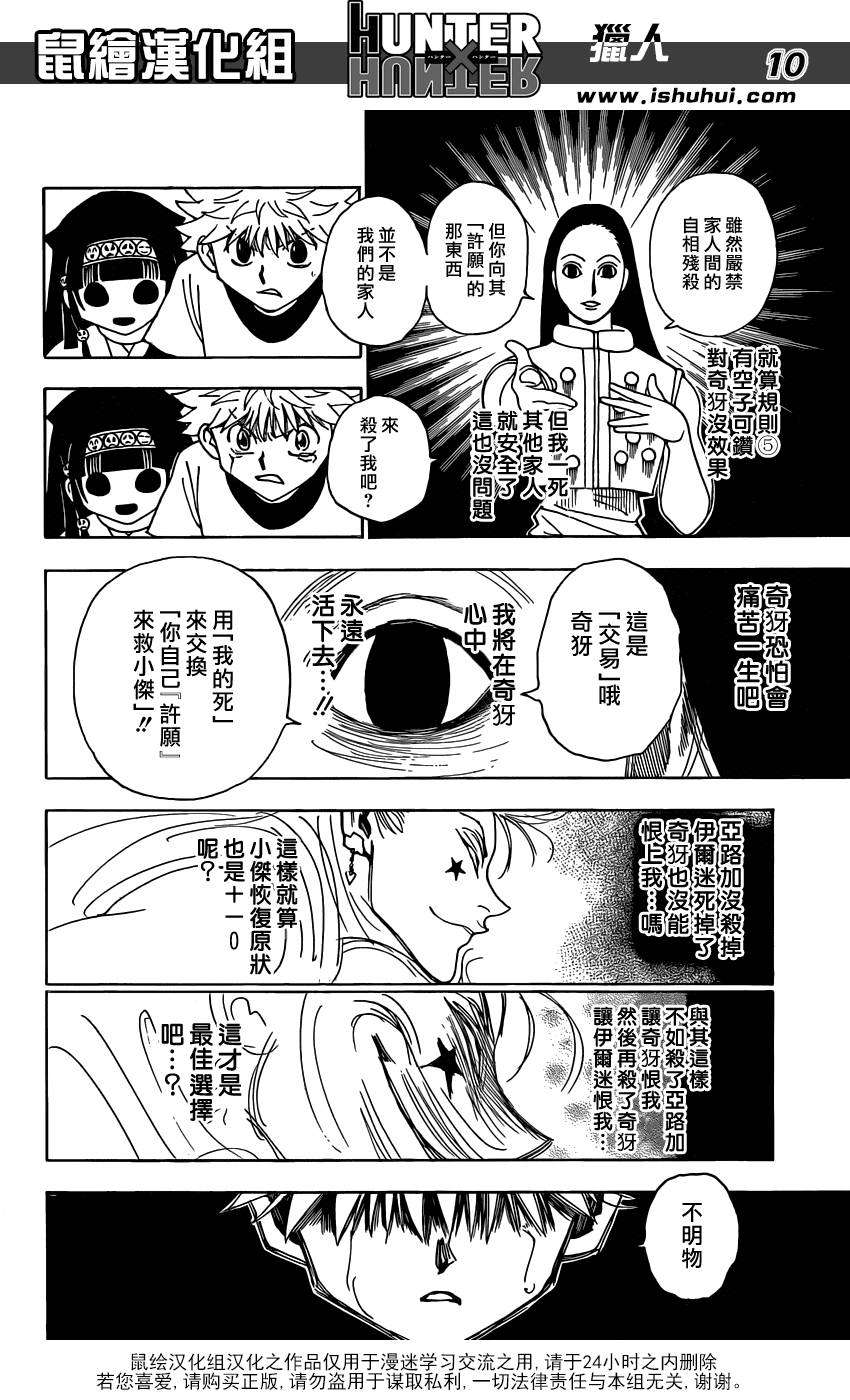 鼠繪漢化組
HUNTER×HUNTER
ハンター×ハンター
獵人
10
www.ishuhui.com
雖然嚴禁
家人間的
自相殘殺
但你向其
「許願」的
那東西
並不是
我們的家人
就算規則⑤
有空子可鑽
對奇犽沒效果
但我一死
其他家人
就安全了
這也沒問題
來
殺了我吧?
奇犽恐怕會
痛苦一生吧
這是
「交易」哦
奇犽
我將在奇犽
心中
永遠
活下去…!!
用「我的死」
來交換
「你自己『許願』
來救小傑」!!
亞路加沒殺掉
伊爾迷死掉了
奇犽也沒能
恨上我…嗎
這樣就算
小傑恢復原狀
也是+-0
呢?
與其這樣
不如殺了亞路加
讓奇犽恨我
然後再殺了奇犽
讓伊爾迷恨我…
這才是
最佳選擇
吧…?
不明物
鼠绘汉化组汉化之作品仅用于漫迷学习交流之用, 请于24小时之内删除
若您喜爱, 请购买正版, 请勿盗用于谋取私利, 一切法律责任与本组无关, 谢谢。